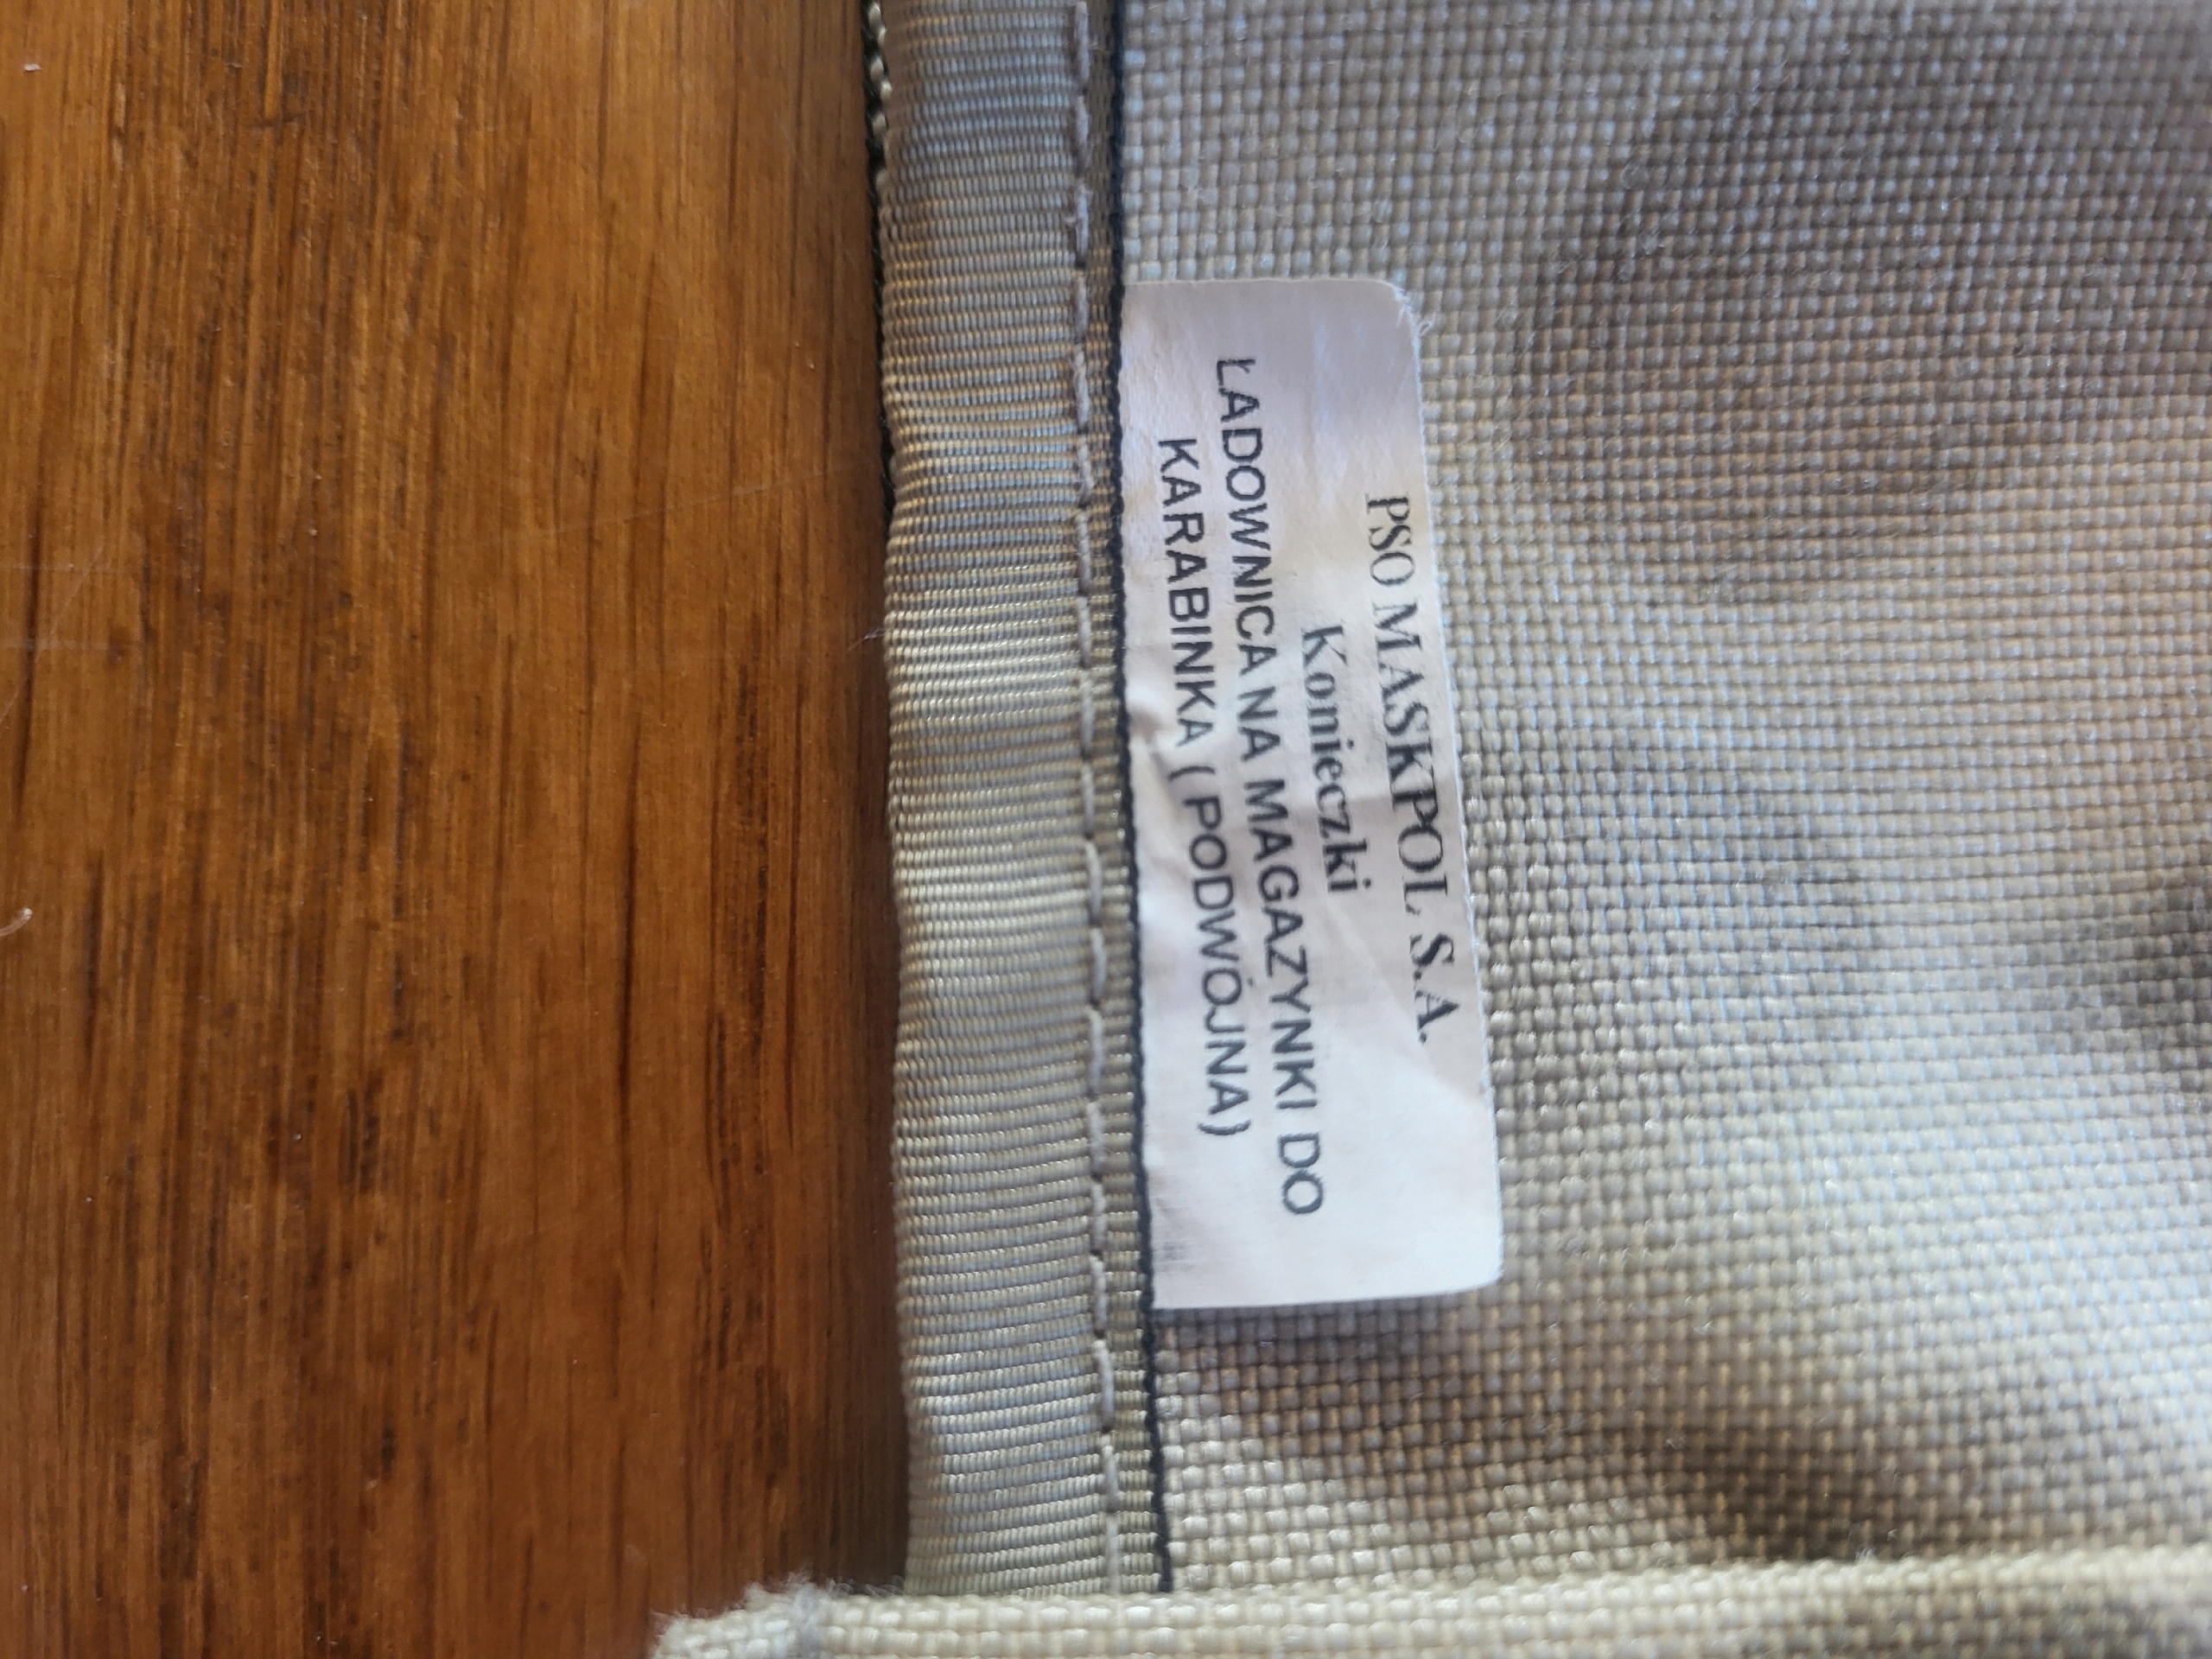 PSO MASKPOL S.A.
Konieczki
ŁADOWNICA NA MAGAZYNKI DO
KARABINKA ( PODWÓJNA)